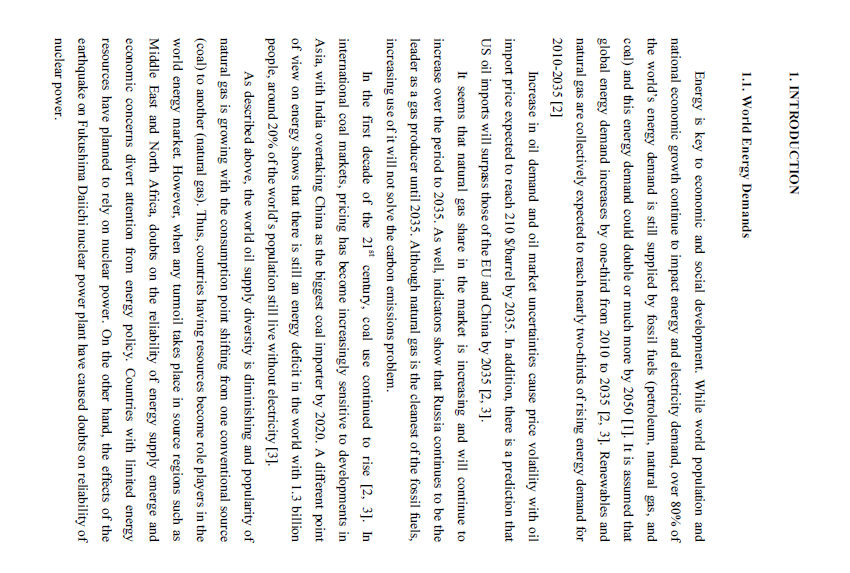 1. INTRODUCTION
1.1. World Energy Demands
Energy is key to economic and social development. While world population and
national economic growth continue to impact energy and electricity demand, over 80% of
the world's energy demand is still supplied by fossil fuels (petroleum, natural gas, and
coal) and this energy demand could double or much more by 2050 [1]. It is assumed that
global energy demand increases by one-third from 2010 to 2035 [2, 3]. Renewables and
natural gas are collectively expected to reach nearly two-thirds of rising energy demand for
2010-2035 [2]
Increase in oil demand and oil market uncertainties cause price volatility with oil
import price expected to reach 210 $/barrel by 2035. In addition, there is a prediction that
US oil imports will surpass those of the EU and China by 2035 [2, 3].
It seems that natural gas share in the market is increasing and will continue to
increase over the period to 2035. As well, indicators show that Russia continues to be the
leader as a gas producer until 2035. Although natural gas is the cleanest of the fossil fuels,
increasing use of it will not solve the carbon emissions problem.
In the first decade of the 21st century, coal use continued to rise [2, 3]. In
international coal markets, pricing has become increasingly sensitive to developments in
Asia, with India overtaking China as the biggest coal importer by 2020. A different point
of view on energy shows that there is still an energy deficit in the world with 1.3 billion
people, around 20% of the world's population still live without electricity [3].
As described above, the world oil supply diversity is diminishing and popularity of
natural gas is growing with the consumption point shifting from one conventional source
(coal) to another (natural gas). Thus, countries having resources become role players in the
world energy market. However, when any turmoil takes place in source regions such as
Middle East and North Africa, doubts on the reliability of energy supply emerge and
economic concerns divert attention from energy policy. Countries with limited energy
resources have planned to rely on nuclear power. On the other hand, the effects of the
earthquake on Fukushima Daiichi nuclear power plant have caused doubts on reliability of
nuclear power.